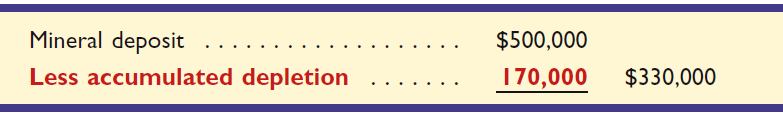 Mineral deposit . . . . . . . . . . . . . . . . . . . $500,000
Less accumulated depletion . . . . . . . 170,000 $330,000